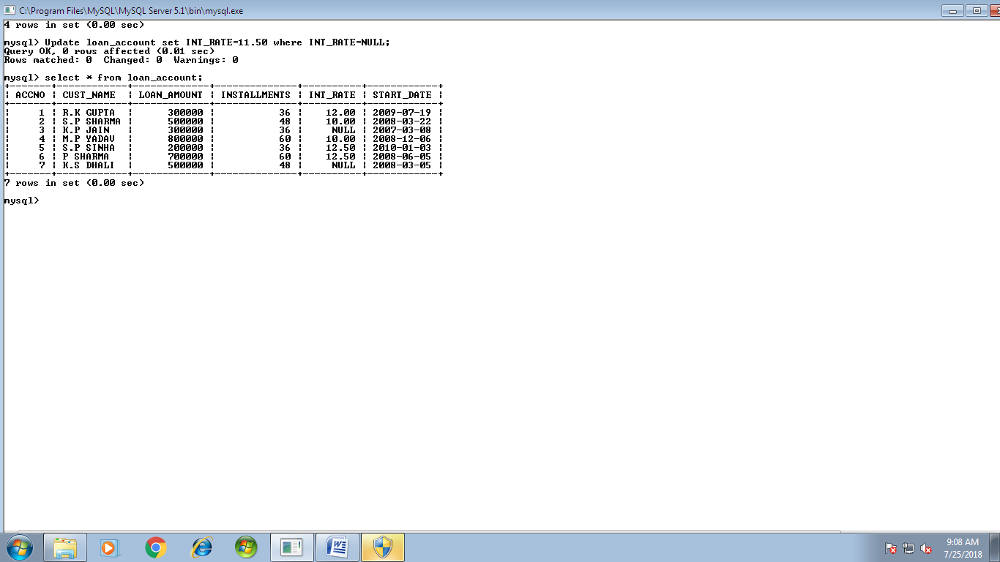 C:\Program Files\MySQL\MySQL Server 5.1\bin\mysql.exe
4 rows in set (0.00 sec)
mysql> Update loan_account set INT_RATE=11.50 where INT_RATE=NULL;
Query OK, 0 rows affected (0.01 sec)
Rows matched: 0  Changed: 0  Warnings: 0
mysql> select * from loan_account;
+-------+------------+-------------+--------------+----------+------------+
| ACCNO | CUST_NAME  | LOAN_AMOUNT | INSTALLMENTS | INT_RATE | START_DATE |
+-------+------------+-------------+--------------+----------+------------+
|     1 | R.K GUPTA  |      300000 |           36 |    12.00 | 2009-07-19 |
|     2 | S.P SHARMA |      500000 |           48 |    10.00 | 2008-03-22 |
|     3 | K.P JAIN   |      300000 |           36 |     NULL | 2007-03-08 |
|     4 | M.P YADAV  |      800000 |           60 |    10.00 | 2008-12-06 |
|     5 | S.P SINHA  |      200000 |           36 |    12.50 | 2010-01-03 |
|     6 | P SHARMA   |      700000 |           60 |    12.50 | 2008-06-05 |
|     7 | K.S DHALI  |      500000 |           48 |     NULL | 2008-03-05 |
+-------+------------+-------------+--------------+----------+------------+
7 rows in set (0.00 sec)
mysql>
9:08 AM
7/25/2018